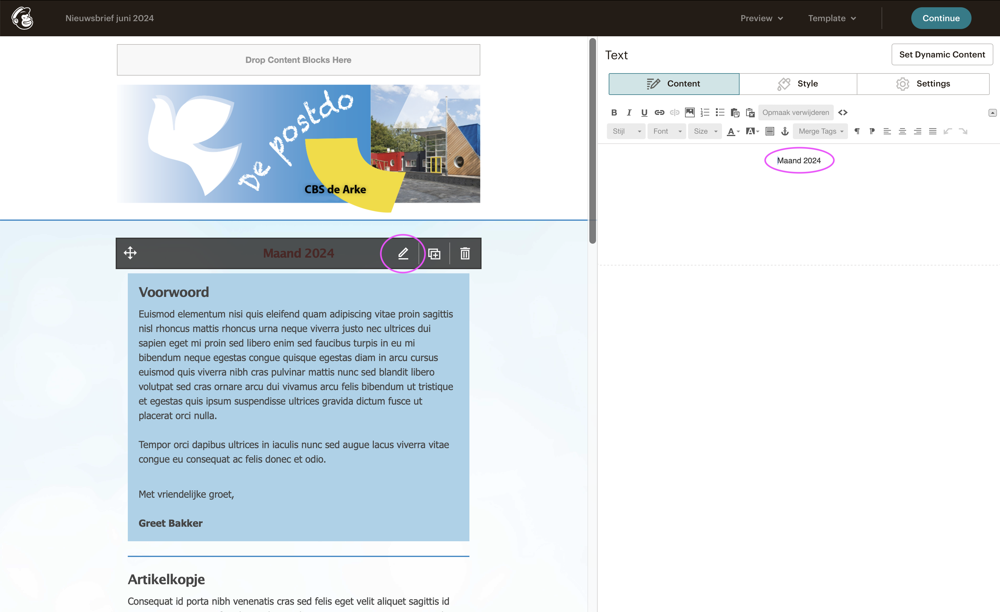 Nieuwsbrief juni 2024
Preview
Template
Continue
Drop Content Blocks Here
De postdo
CBS de Arke
Maand 2024
Voorwoord
Euismod elementum nisi quis eleifend quam adipiscing vitae proin sagittis
nisl rhoncus mattis rhoncus urna neque viverra justo nec ultrices dui
sapien eget mi proin sed libero enim sed faucibus turpis in eu mi
bibendum neque egestas congue quisque egestas diam in arcu cursus
euismod quis viverra nibh cras pulvinar mattis nunc sed blandit libero
volutpat sed cras ornare arcu dui vivamus arcu felis bibendum ut tristique
et egestas quis ipsum suspendisse ultrices gravida dictum fusce ut
placerat orci nulla.
Tempor orci dapibus ultrices in iaculis nunc sed augue lacus viverra vitae
congue eu consequat ac felis donec et odio.
Met vriendelijke groet,
Greet Bakker
Artikelkopje
Consequat id porta nibh venenatis cras sed felis eget velit aliquet sagittis id
Text
Set Dynamic Content
Content
Style
Settings
B I U
Opmaak verwijderen
Stijl
Font
Size
A
A
Merge Tags
Maand 2024